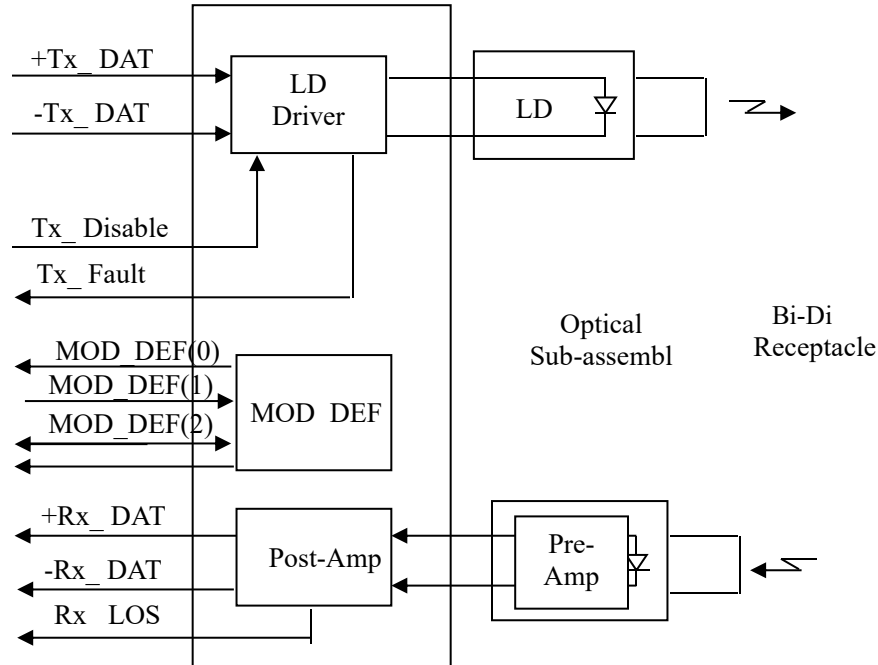 +Tx_ DAT
LD
Driver
LD
-Tx_ DAT
Tx_ Disable
Tx_ Fault
Optical
Sub-assembl
Bi-Di
Receptacle
MOD_DEF(0)
MOD_DEF(1)
MOD_DEF(2)
MOD DEF
+Rx_ DAT
-Rx_ DAT
Rx LOS
Post-Amp
Pre-
Amp